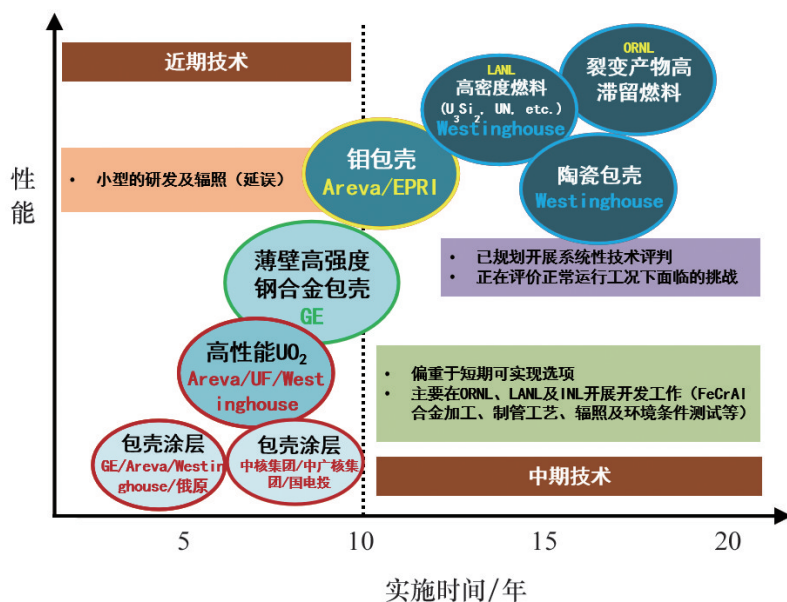 近期技术
ORNL
裂变产物高
滞留燃料
LANL
高密度燃料
(U3Si2, UN, etc.)
Westinghouse
钼包壳
Areva/EPRI
陶瓷包壳
Westinghouse
• 小型的研发及辐照（延误）
性
能
薄壁高强度
钢合金包壳
GE
• 已规划开展系统性技术评判
• 正在评价正常运行工况下面临的挑战
高性能UO₂
Areva/UF/West
inghouse
• 偏重于短期可实现选项
• 主要在ORNL、LANL及INL开展开发工作（FeCrAl
合金加工、制管工艺、辐照及环境条件测试等）
包壳涂层
GE/Areva/Westin
ghouse/俄原
包壳涂层
中核集团/中广核集
团/国电投
中期技术
5
10
15
20
实施时间/年